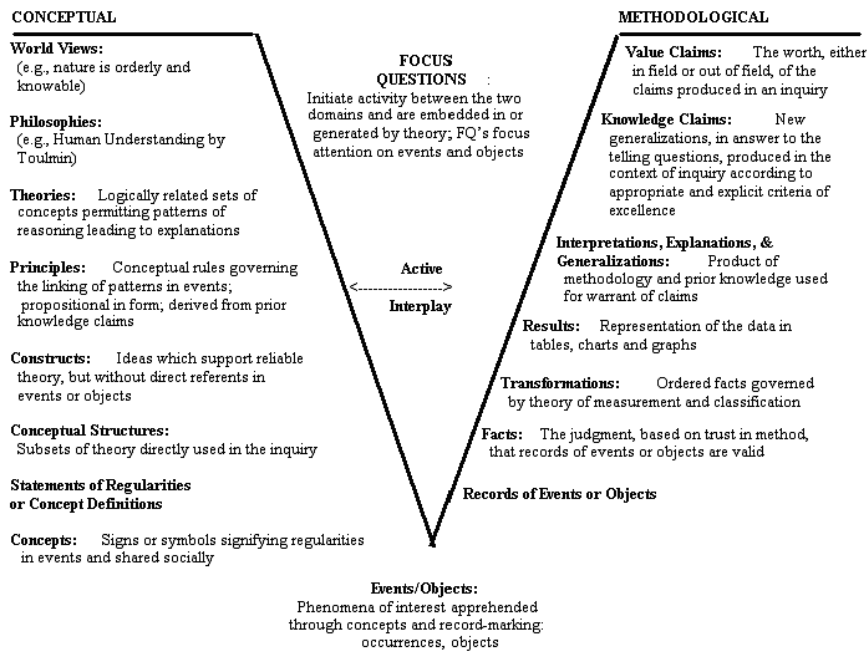 CONCEPTUAL
World Views:
(e.g., nature is orderly and
knowable)
Philosophies:
(e.g., Human Understanding by
Toulmin)
Theories: Logically related sets of
concepts permitting patterns of
reasoning leading to explanations
Principles: Conceptual rules governing
the linking of patterns in events;
propositional in form; derived from prior
knowledge claims
Constructs: Ideas which support reliable
theory, but without direct referents in
events or objects
Conceptual Structures:
Subsets of theory directly used in the inquiry
Statements of Regularities
or Concept Definitions
Concepts: Signs or symbols signifying regularities
in events and shared socially
FOCUS
QUESTIONS :
Initiate activity between the two
domains and are embedded in or
generated by theory; FQ's focus
attention on events and objects
Active
<----------------->
Interplay
METHODOLOGICAL
Value Claims: The worth, either
in field or out of field, of the
claims produced in an inquiry
Knowledge Claims: New
generalizations, in answer to the
telling questions, produced in the
context of inquiry according to
appropriate and explicit criteria of
excellence
Interpretations, Explanations, &
Generalizations: Product of
methodology and prior knowledge used
for warrant of claims
Results: Representation of the data in
tables, charts and graphs
Transformations: Ordered facts governed
by theory of measurement and classification
Facts: The judgment, based on trust in method,
that records of events or objects are valid
Records of Events or Objects
Events/Objects:
Phenomena of interest apprehended
through concepts and record-marking:
occurrences, objects